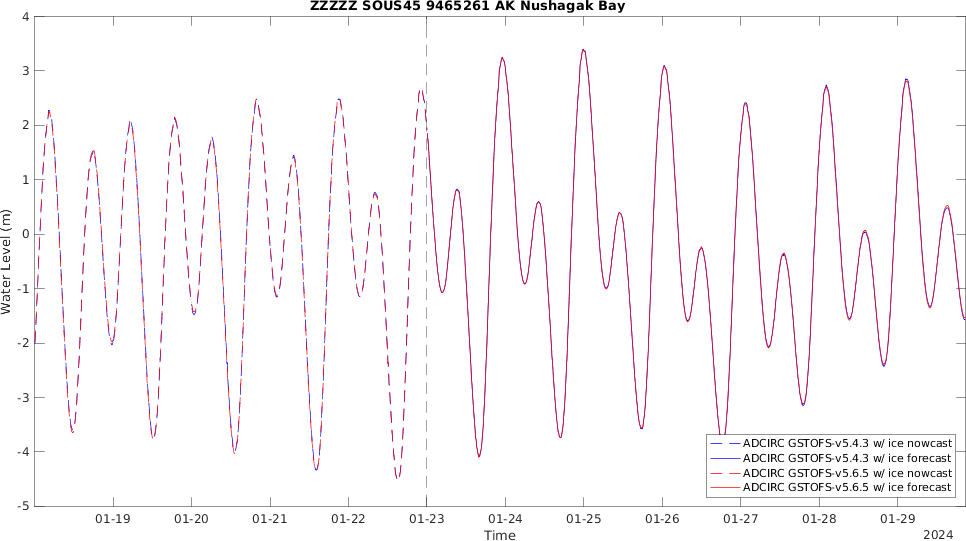 ZZZZZ SOUS45 9465261 AK Nushagak Bay
4
3
2
1
0
-1
-2
-3
-4
-5
Water Level (m)
ADCIRC GSTOFS-v5.4.3 w/ ice nowcast
ADCIRC GSTOFS-v5.4.3 w/ ice forecast
ADCIRC GSTOFS-v5.6.5 w/ ice nowcast
ADCIRC GSTOFS-v5.6.5 w/ ice forecast
01-19 01-20 01-21 01-22 01-23 01-24 01-25 01-26 01-27 01-28 01-29
Time
2024